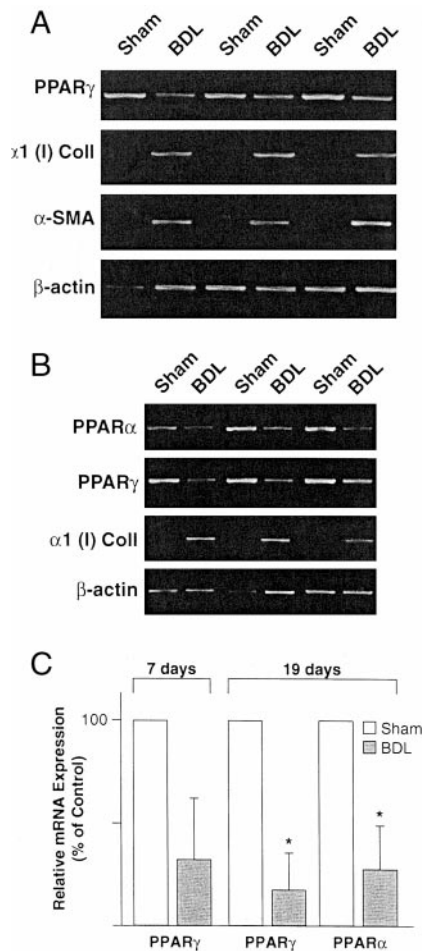 A
Sham BDL Sham BDL Sham BDL
PPARγ
α1 (I) Coll
α-SMA
β-actin
B
Sham BDL Sham BDL Sham BDL
PPARα
PPARγ
α1 (I) Coll
β-actin
C
7 days 19 days
100
Sham
BDL
* *
Relative mRNA Expression
(% of Control)
PPARγ PPARγ PPARα